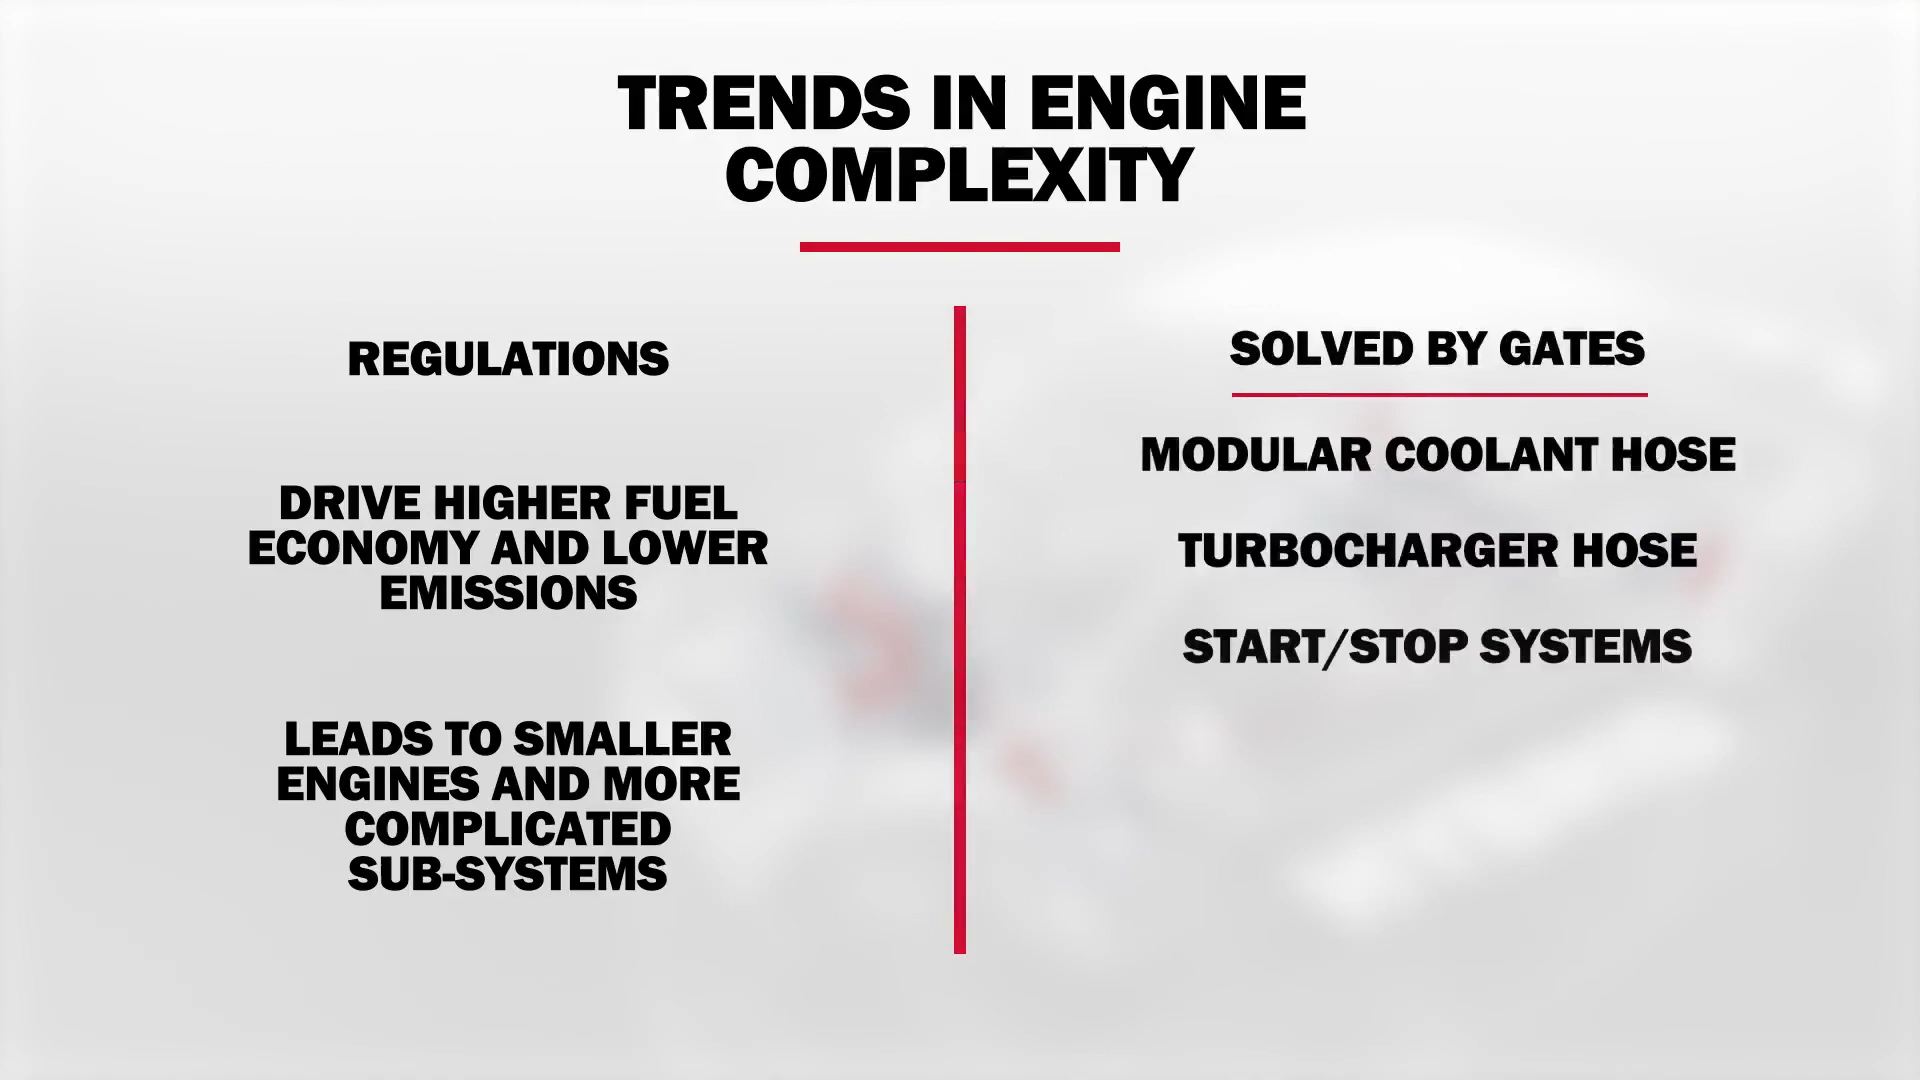 TRENDS IN ENGINE
COMPLEXITY
REGULATIONS
DRIVE HIGHER FUEL
ECONOMY AND LOWER
EMISSIONS
LEADS TO SMALLER
ENGINES AND MORE
COMPLICATED
SUB-SYSTEMS
SOLVED BY GATES
MODULAR COOLANT HOSE
TURBOCHARGER HOSE
START/STOP SYSTEMS